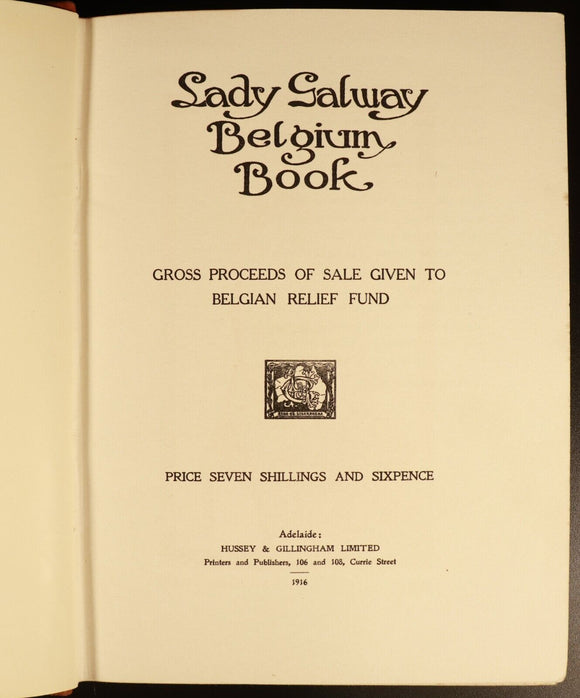 Lady Galway
Belgium
Book
GROSS PROCEEDS OF SALE GIVEN TO
BELGIAN RELIEF FUND
PRICE SEVEN SHILLINGS AND SIXPENCE
Adelaide:
HUSSEY & GILLINGHAM LIMITED
Printers and Publishers, 106 and 108, Currie Street
1916